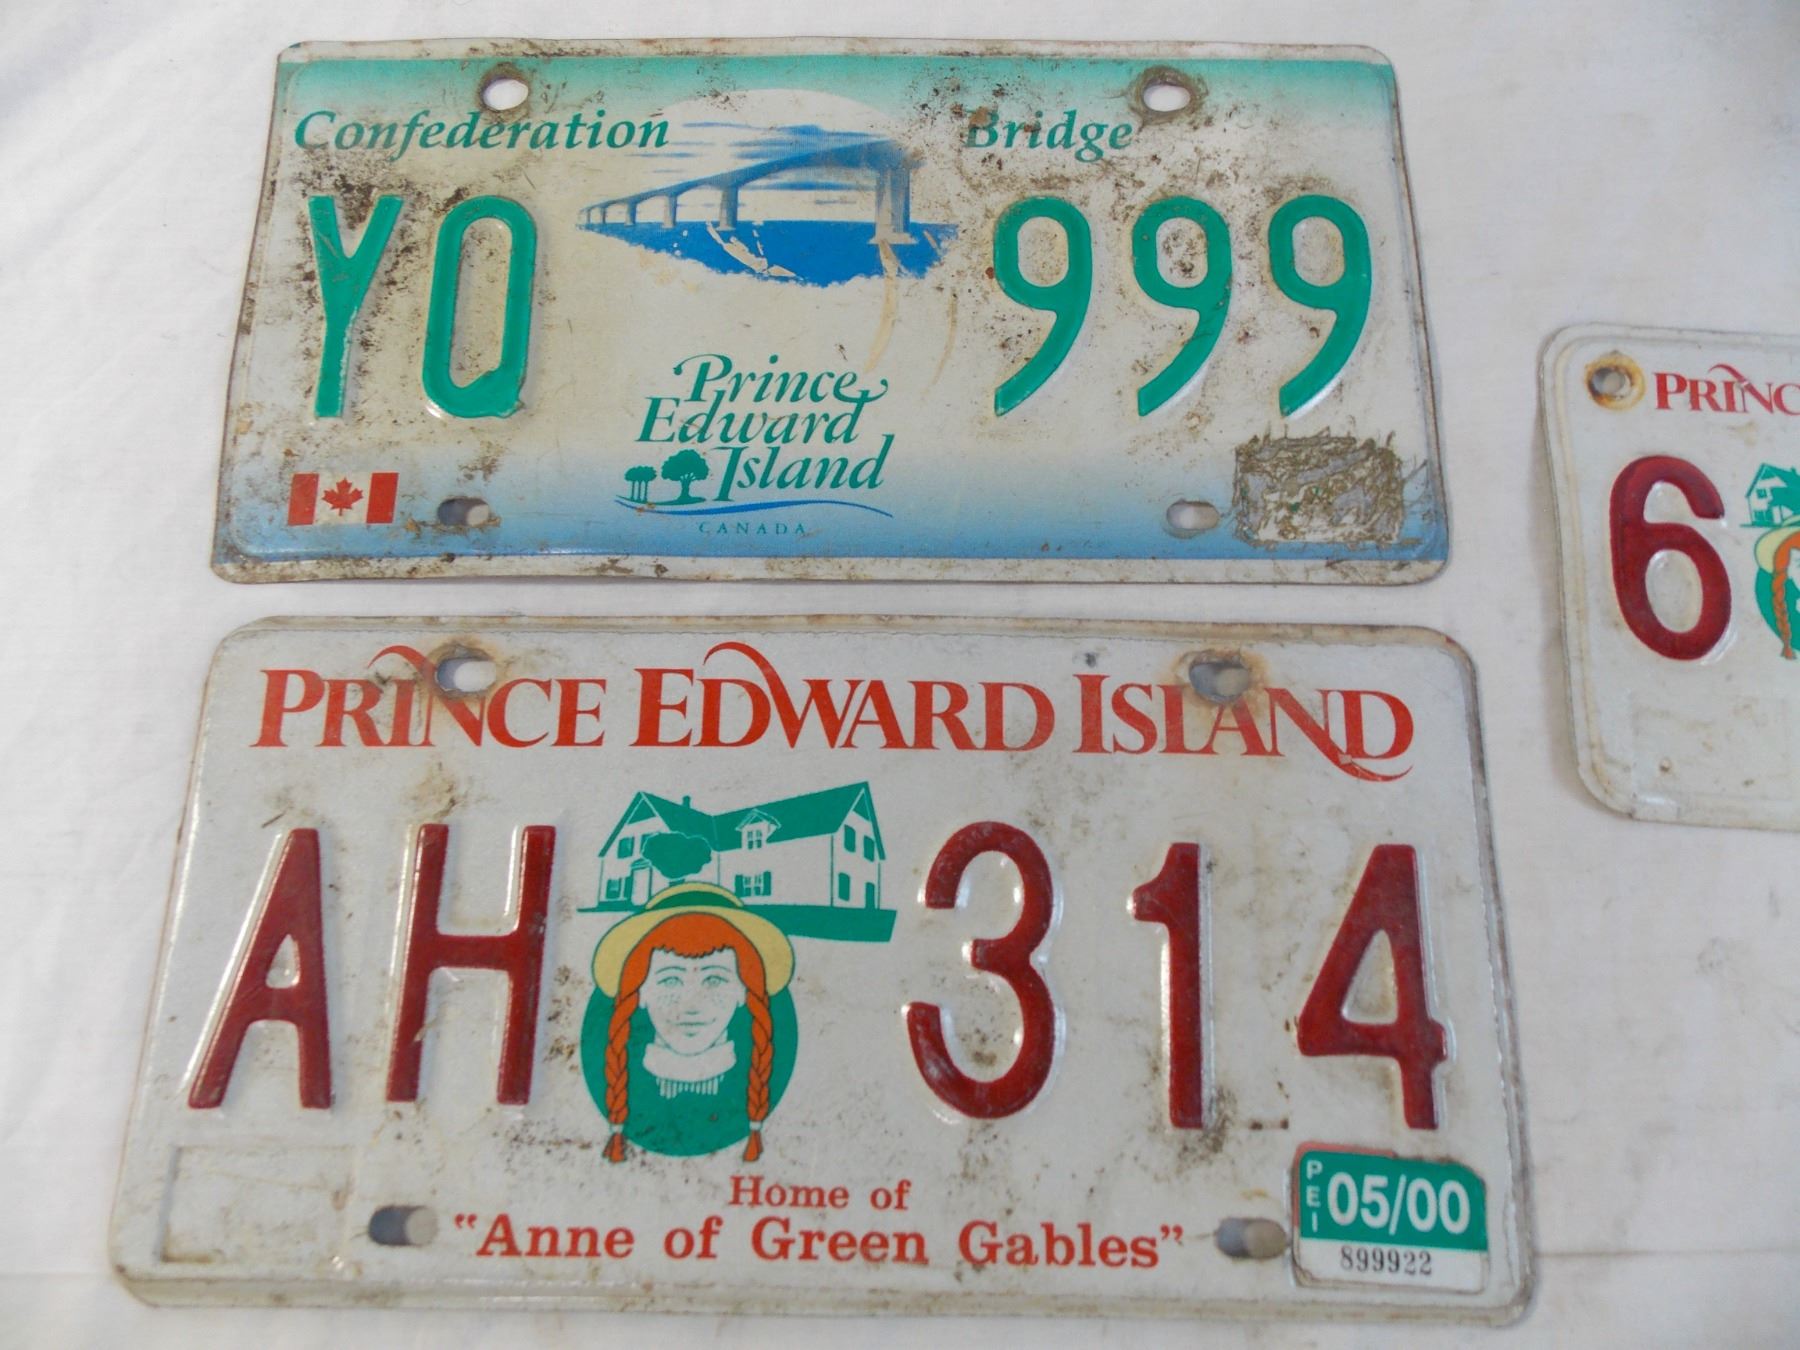 Confederation Bridge
YQ 999
Prince
Edward
Island
CANADA
PRINCE EDWARD ISLAND
AH 314
Home of
"Anne of Green Gables"
PEI 05/00
899922
PRINC
6